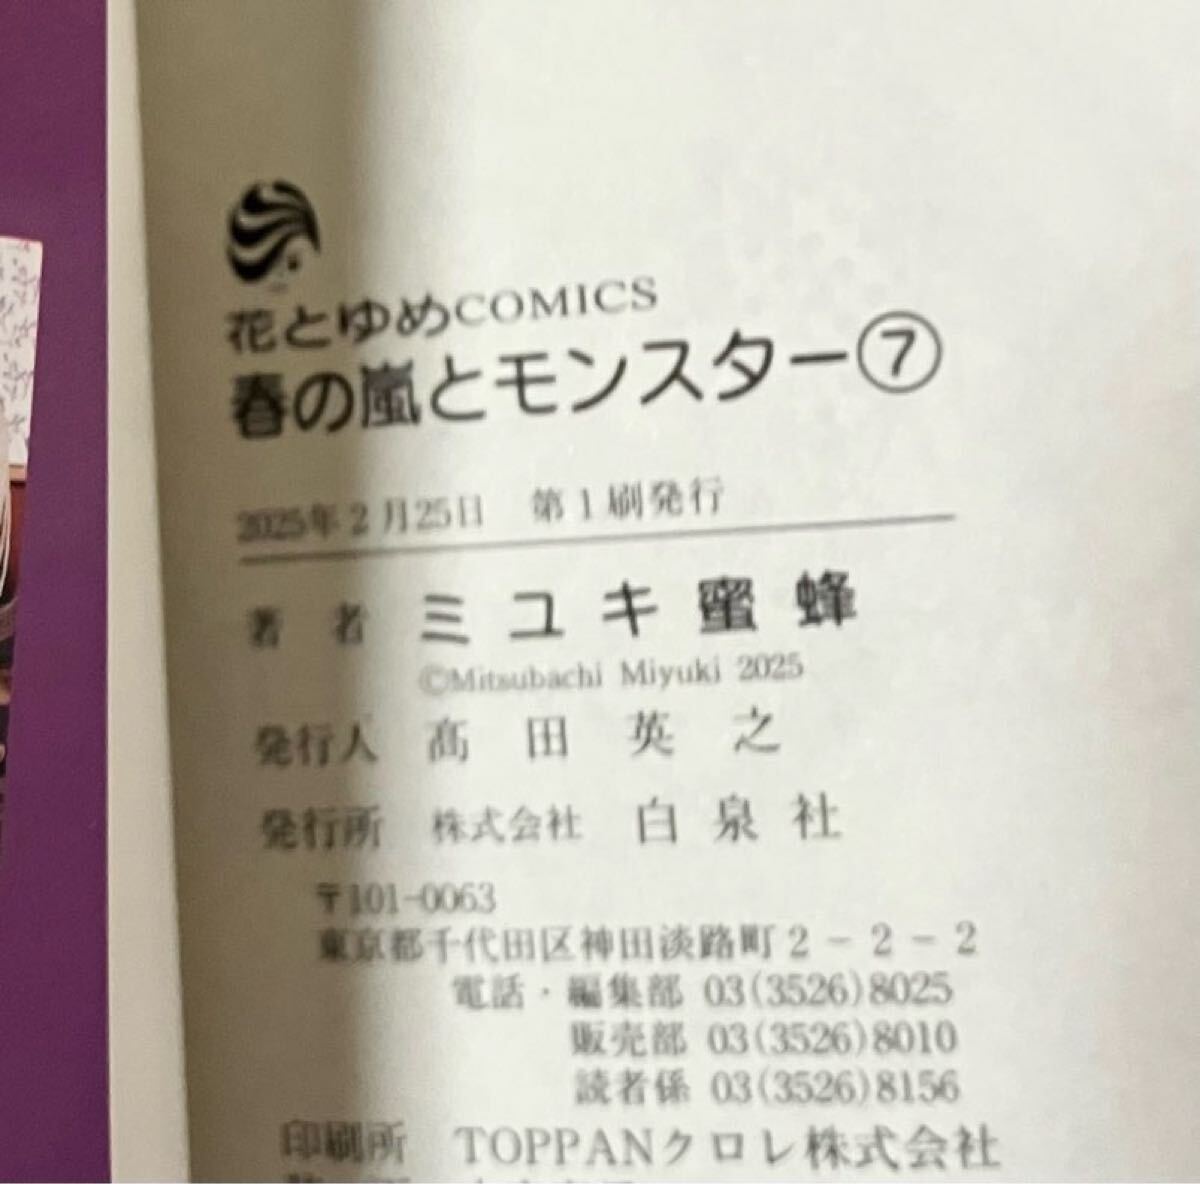 花とゆめCOMICS
春の嵐とモンスター⑦
2025年2月25日 第1刷発行
著者 ミユキ蜜蜂
©Mitsubachi Miyuki 2025
発行人 髙田英之
発行所 株式会社 白泉社
〒101-0063
東京都千代田区神田淡路町2-2-2
電話・編集部 03(3526)8025
販売部 03(3526)8010
読者係 03(3526)8156
印刷所 TOPPANクロレ株式会社